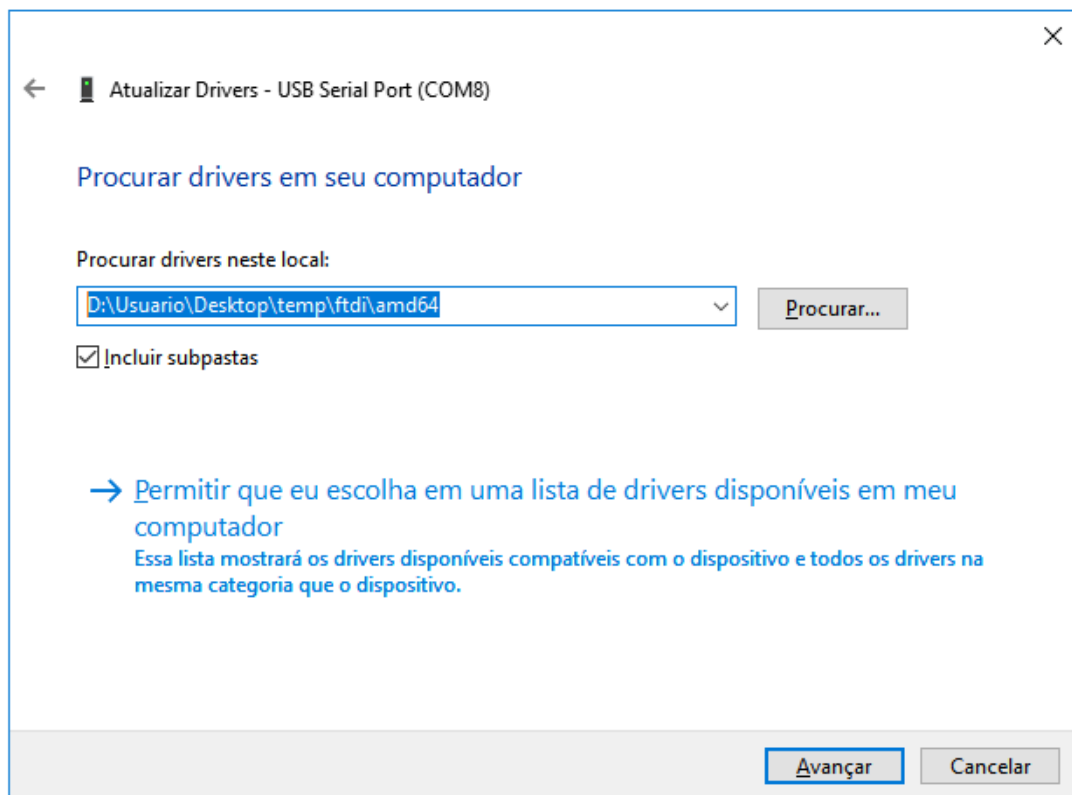 Atualizar Drivers - USB Serial Port (COM8)
Procurar drivers em seu computador
Procurar drivers neste local:
D:\Usuario\Desktop\temp\ftdi\amd64
Procurar...
Incluir subpastas
Permitir que eu escolha em uma lista de drivers disponíveis em meu
computador
Essa lista mostrará os drivers disponíveis compatíveis com o dispositivo e todos os drivers na
mesma categoria que o dispositivo.
Avançar
Cancelar